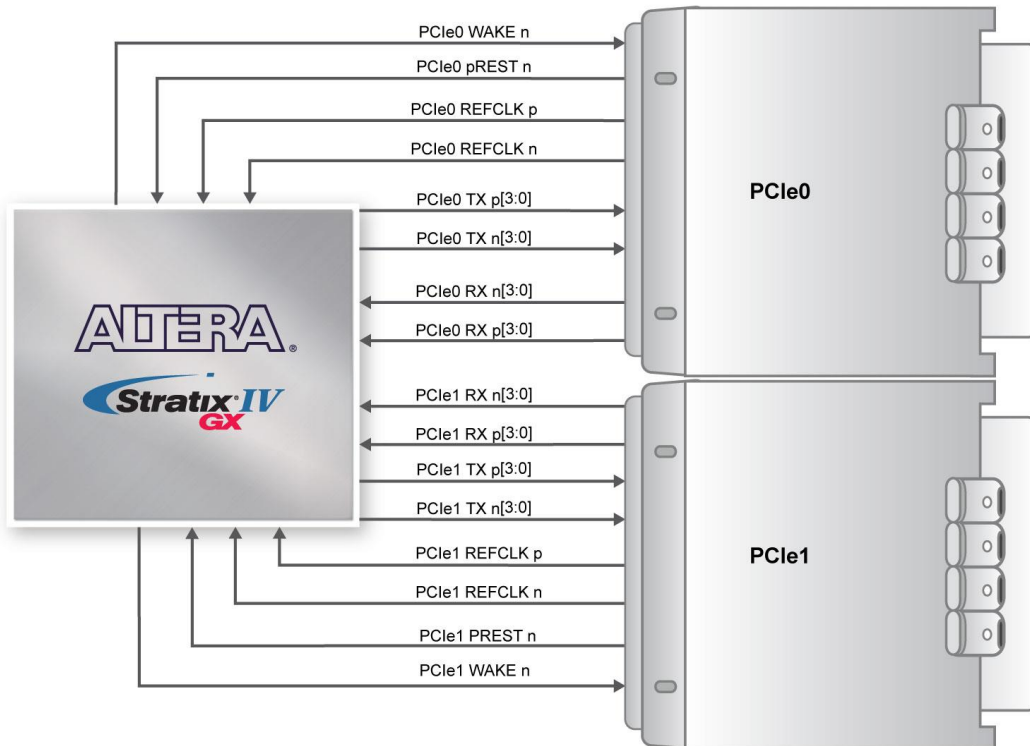 PCIe0 WAKE n
PCIe0 pREST n
PCIe0 REFCLK p
PCIe0 REFCLK n
PCIe0 TX p[3:0]
PCIe0 TX n[3:0]
PCIe0 RX n[3:0]
PCIe0 RX p[3:0]
PCIe0
ALTERA®
Stratix® IV
GX
PCIe1 RX n[3:0]
PCIe1 RX p[3:0]
PCIe1 TX p[3:0]
PCIe1 TX n[3:0]
PCIe1 REFCLK p
PCIe1 REFCLK n
PCIe1 PREST n
PCIe1 WAKE n
PCIe1